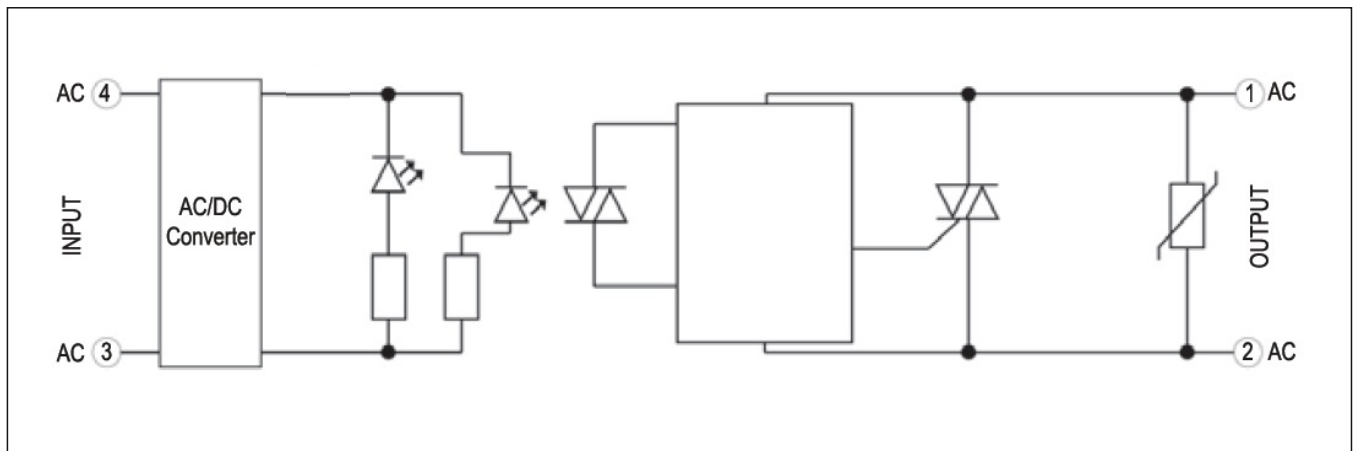 AC 4
1 AC
INPUT
AC/DC
Converter
OUTPUT
AC 3
2 AC